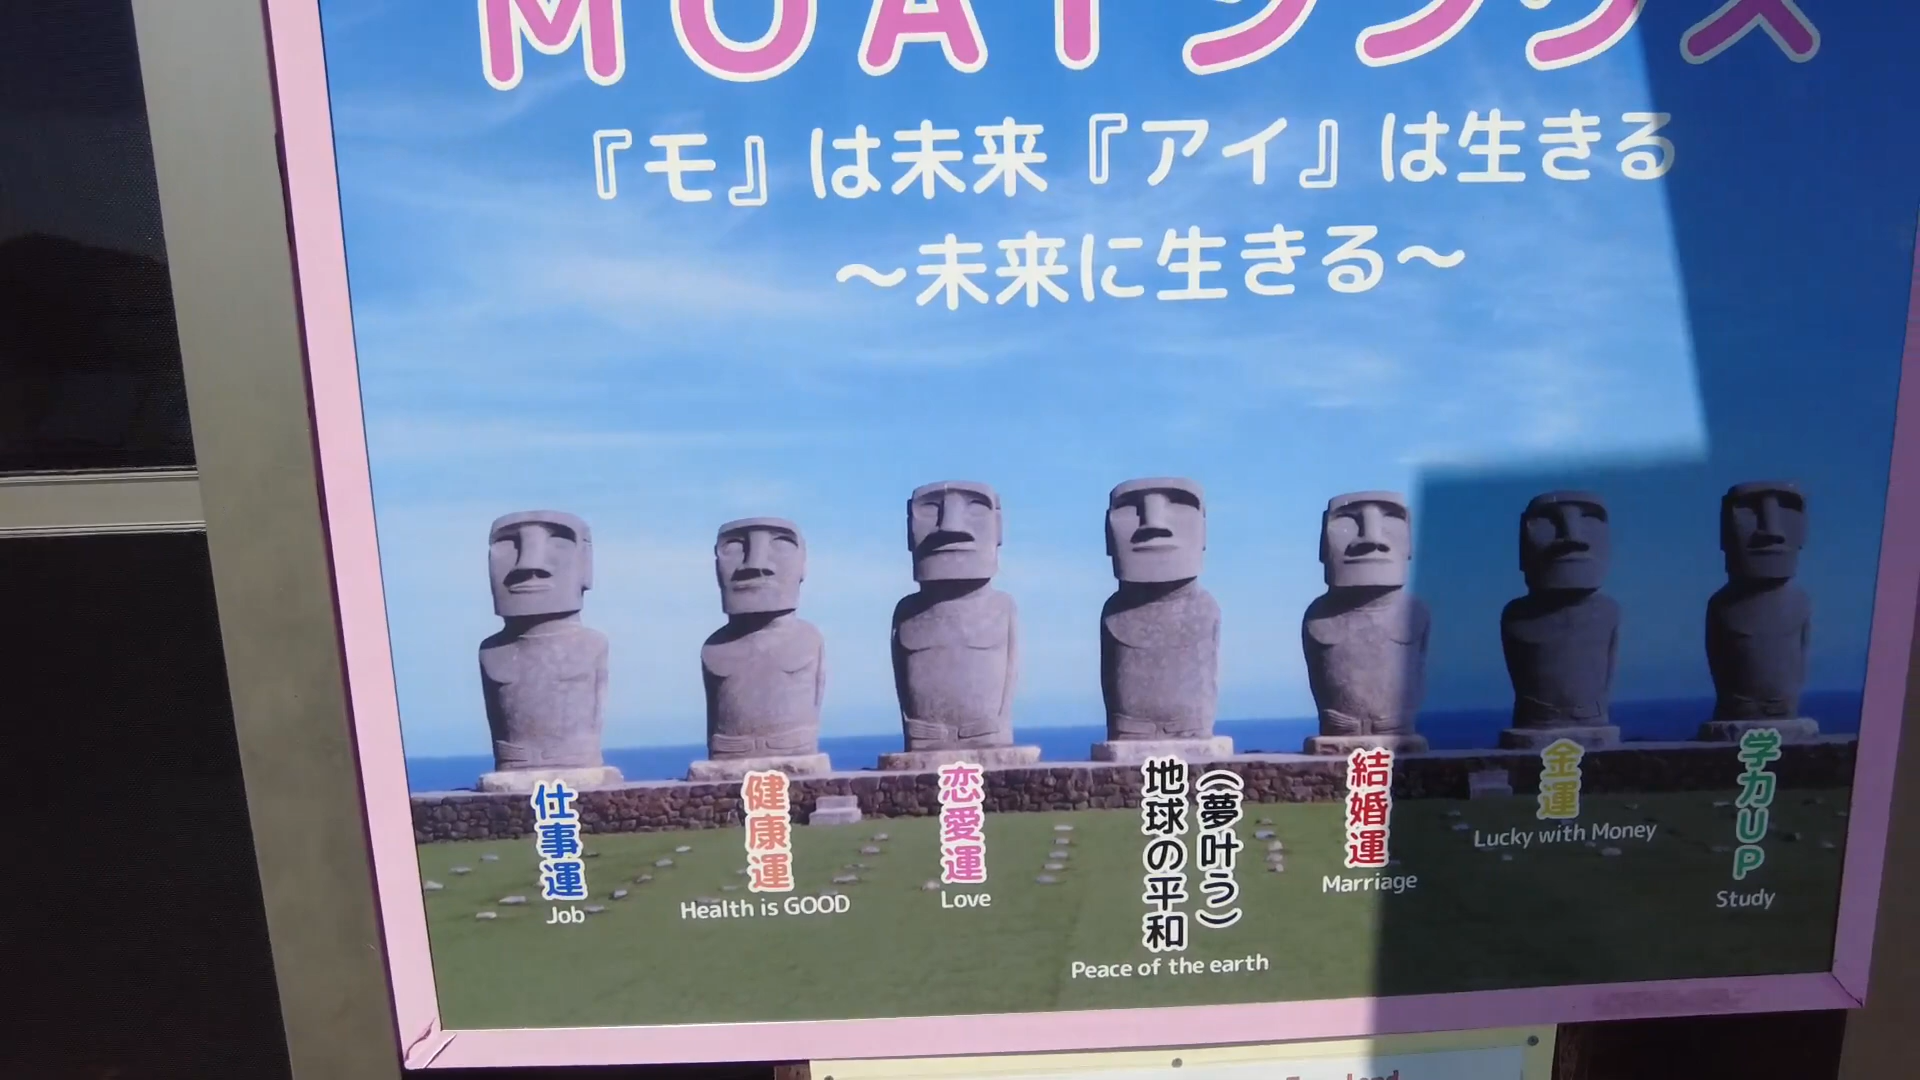 『モ』は未来『アイ』は生きる
～未来に生きる～
仕事運
Job
健康運
Health is GOOD
恋愛運
Love
(夢叶う)
地球の平和
Peace of the earth
結婚運
Marriage
金運
Lucky with Money
学力UP
Study